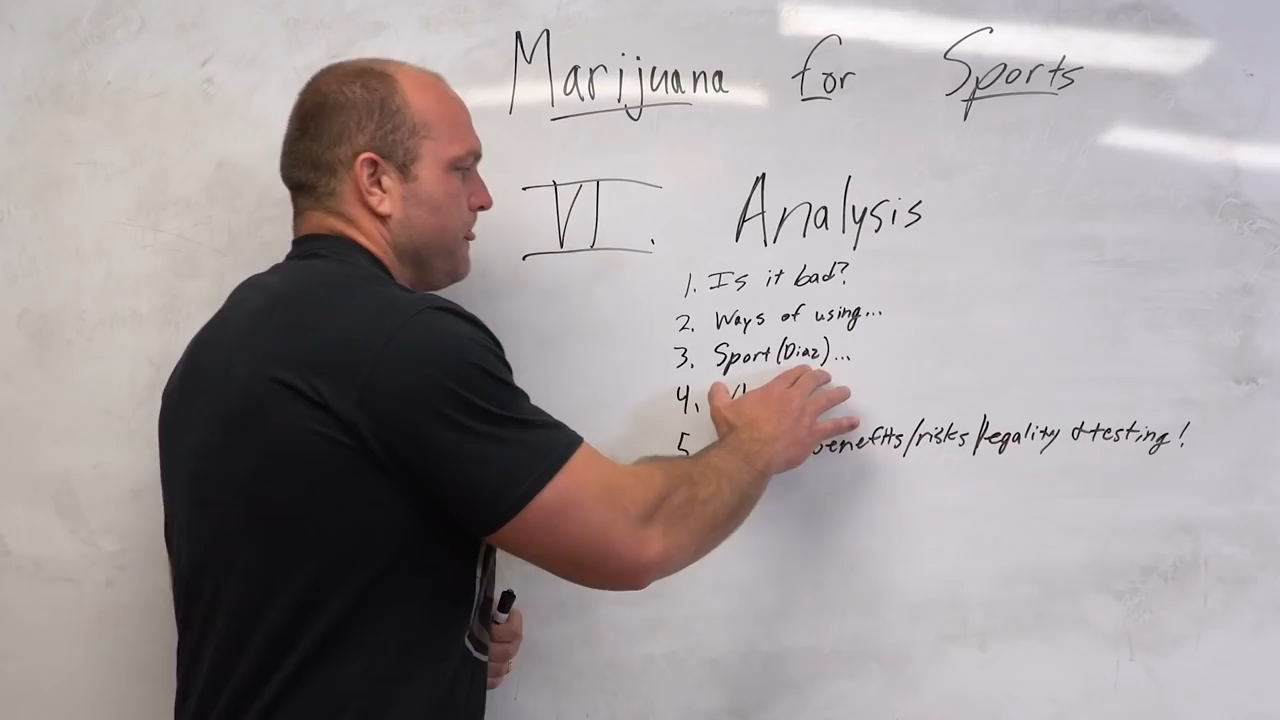 Marijuana for Sports
VI. Analysis
1. Is it bad?
2. Ways of using...
3. Sport (Diaz)...
4.
5 benefits/risks/legality & testing!